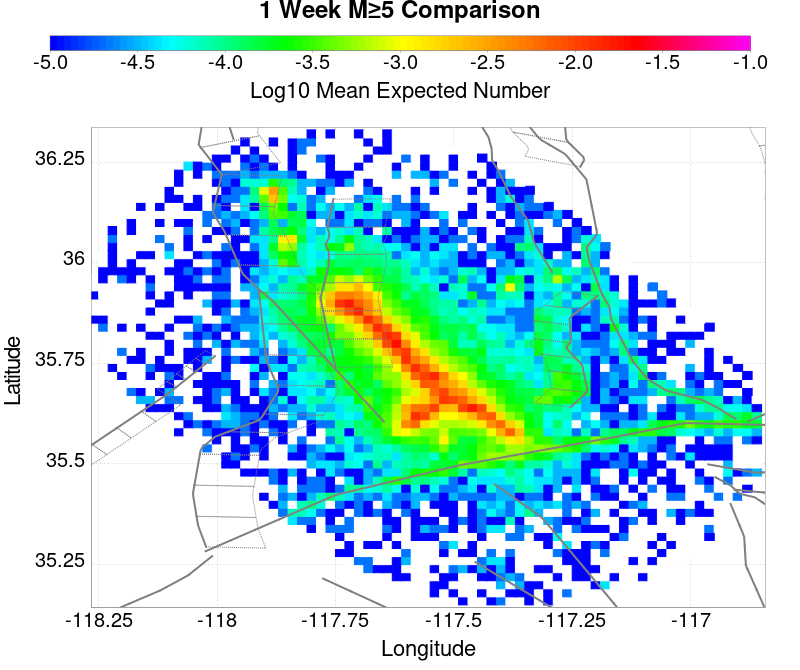 1 Week M≥5 Comparison
-5.0 -4.5 -4.0 -3.5 -3.0 -2.5 -2.0 -1.5 -1.0
Log10 Mean Expected Number
36.25
36
35.75
35.5
35.25
Latitude
-118.25 -118 -117.75 -117.5 -117.25 -117
Longitude